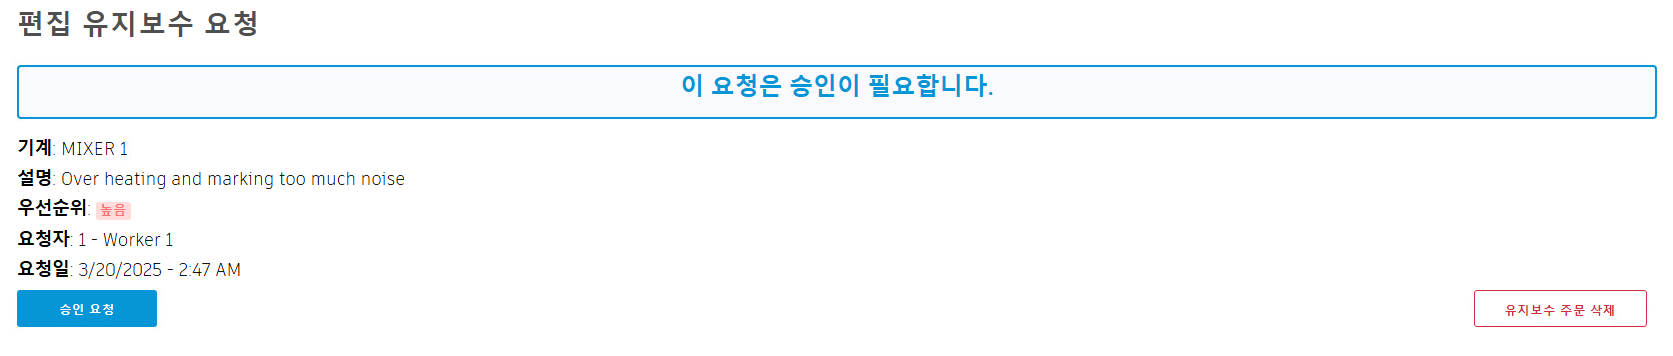 편집 유지보수 요청
이 요청은 승인이 필요합니다.
기계: MIXER 1
설명: Over heating and marking too much noise
우선순위: 높음
요청자: 1 - Worker 1
요청일: 3/20/2025 - 2:47 AM
승인 요청
유지보수 주문 삭제